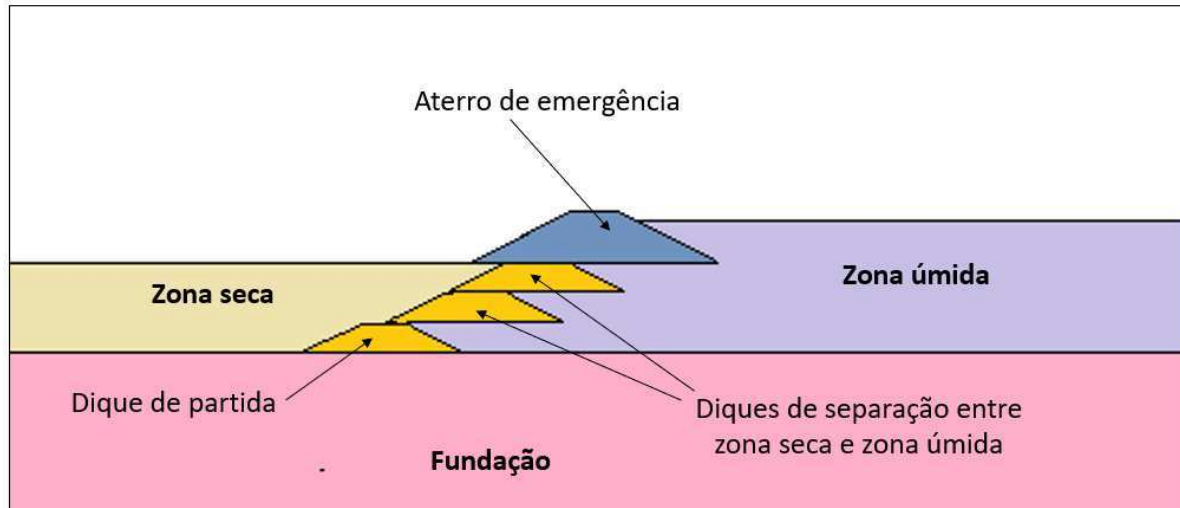 Aterro de emergência
Zona seca
Zona úmida
Dique de partida
Diques de separação entre
zona seca e zona úmida
Fundação